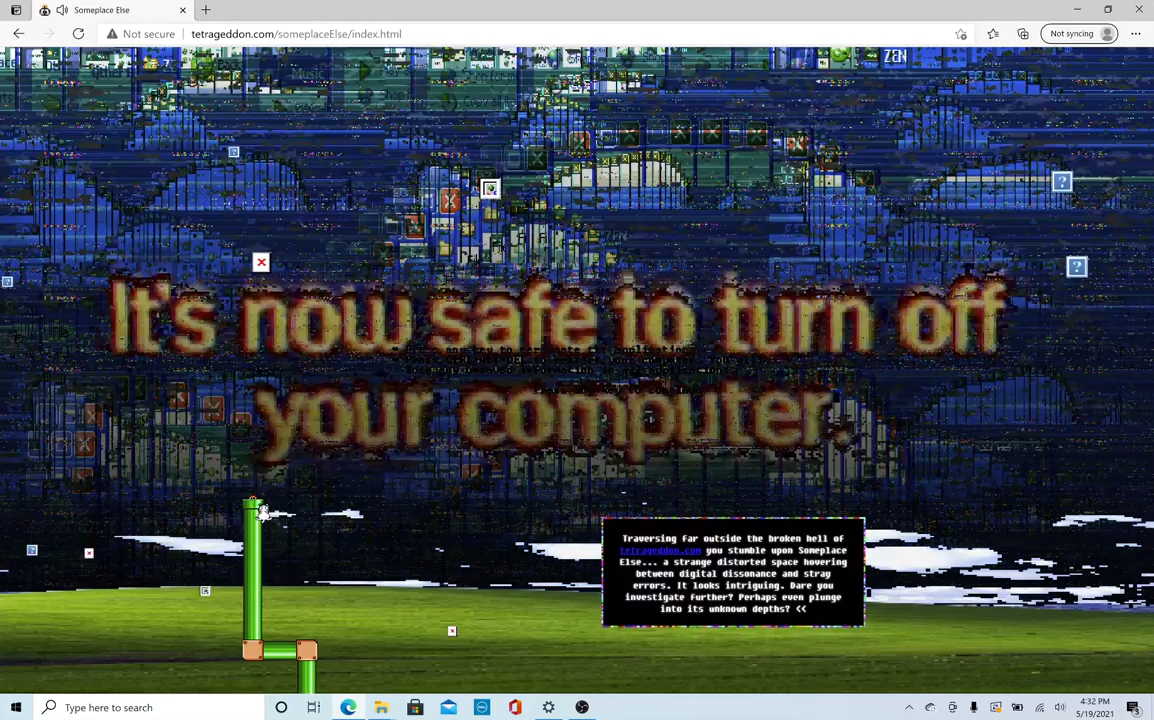 Someplace Else
Not secure
tetrageddon.com/someplaceElse/index.html
Not syncing
Music
ZEN
It's now safe to turn off
your computer.
Traversing far outside the broken hell of
tetrageddon.com you stumble upon Someplace
Else... a strange distorted space hovering
between digital dissonance and stray
errors. It looks intriguing. Dare you
investigate further? Perhaps even plunge
into its unknown depths? <<
Type here to search
4:32 PM
5/19/2021
3